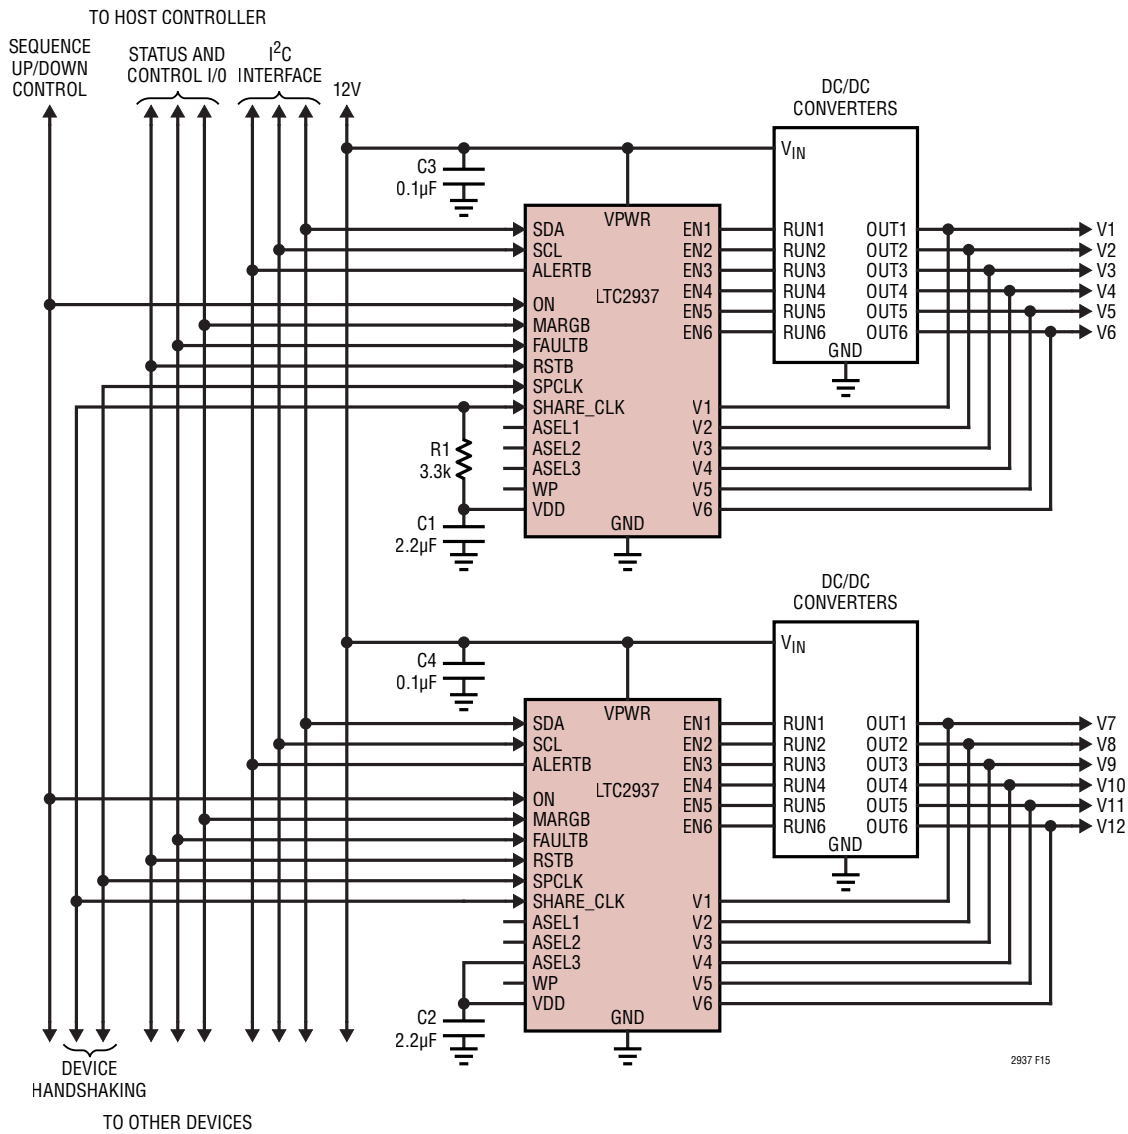 TO HOST CONTROLLER
SEQUENCE
UP/DOWN
CONTROL
STATUS AND
CONTROL I/0
I2C
INTERFACE
12V
DC/DC
CONVERTERS
C3
0.1µF
VIN
VPWR
SDA
SCL
ALERTB
ON
MARGB
FAULTB
RSTB
SPCLK
SHARE_CLK
ASEL1
ASEL2
ASEL3
WP
VDD
LTC2937
GND
EN1
EN2
EN3
EN4
EN5
EN6
V1
V2
V3
V4
V5
V6
RUN1
RUN2
RUN3
RUN4
RUN5
RUN6
OUT1
OUT2
OUT3
OUT4
OUT5
OUT6
GND
V1
V2
V3
V4
V5
V6
R1
3.3k
C1
2.2µF
DC/DC
CONVERTERS
C4
0.1µF
VIN
VPWR
SDA
SCL
ALERTB
ON
MARGB
FAULTB
RSTB
SPCLK
SHARE_CLK
ASEL1
ASEL2
ASEL3
WP
VDD
LTC2937
GND
EN1
EN2
EN3
EN4
EN5
EN6
V1
V2
V3
V4
V5
V6
RUN1
RUN2
RUN3
RUN4
RUN5
RUN6
OUT1
OUT2
OUT3
OUT4
OUT5
OUT6
GND
V7
V8
V9
V10
V11
V12
C2
2.2µF
DEVICE
HANDSHAKING
TO OTHER DEVICES
2937 F15